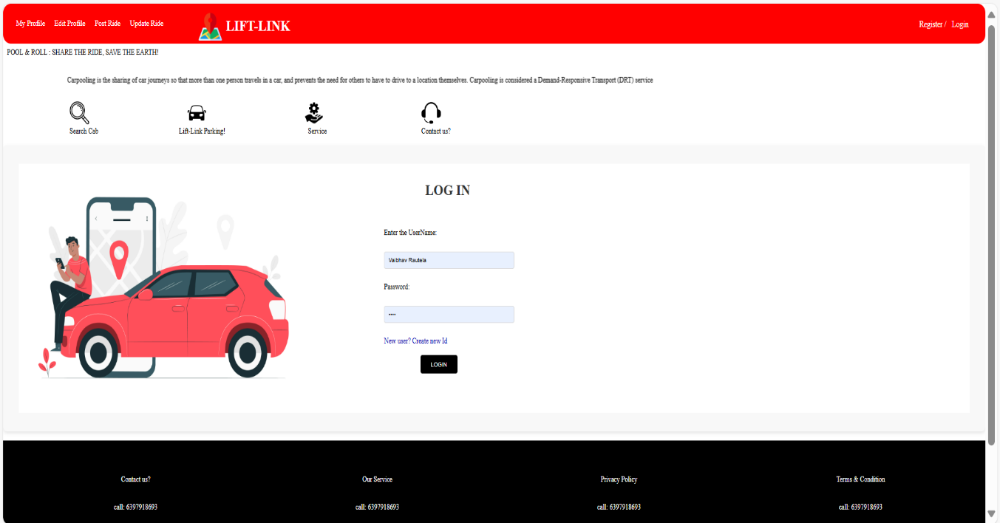 My Profile Edit Profile Post Ride Update Ride LIFT-LINK Register / Login
POOL & ROLL : SHARE THE RIDE, SAVE THE EARTH!
Carpooling is the sharing of car journeys so that more than one person travels in a car, and prevents the need for others to have to drive to a location themselves. Carpooling is considered a Demand-Responsive Transport (DRT) service
Search Cab Lift-Link Parking! Service Contact us?
LOG IN
Enter the UserName:
Vaibhav Rautela
Password:
••••
New user? Create new Id
LOGIN
Contact us? Our Service Privacy Policy Terms & Condition
call: 6397918693 call: 6397918693 call: 6397918693 call: 6397918693